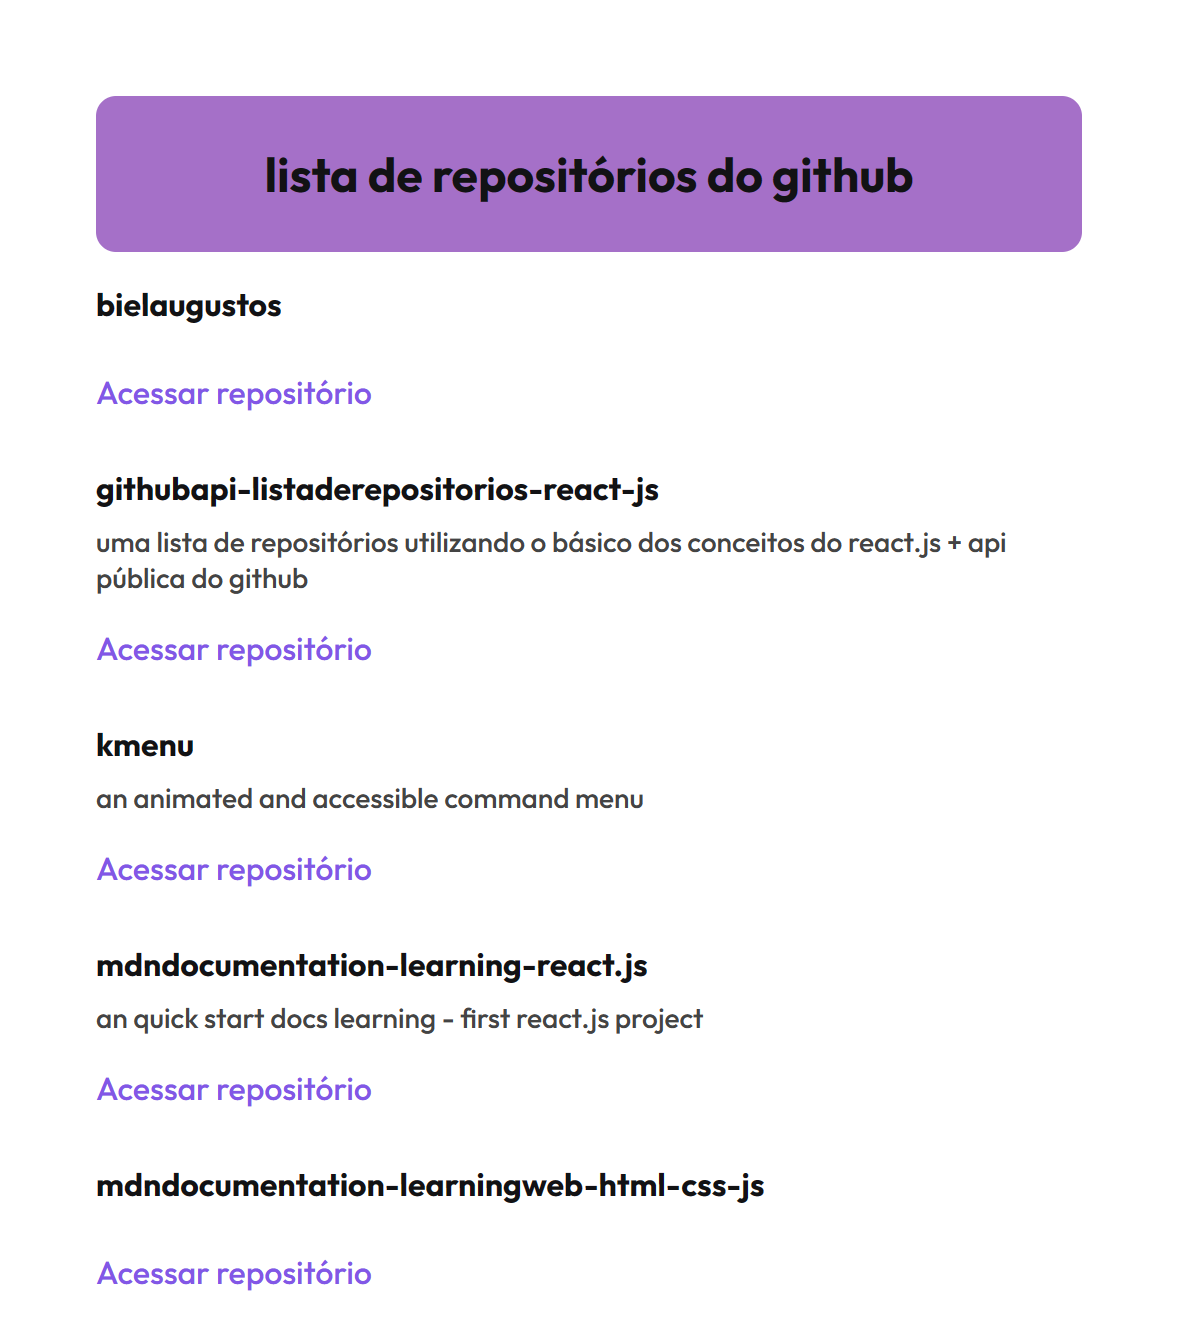 lista de repositórios do github
bielaugustos
Acessar repositório
githubapi-listaderepositorios-react-js
uma lista de repositórios utilizando o básico dos conceitos do react.js + api
pública do github
Acessar repositório
kmenu
an animated and accessible command menu
Acessar repositório
mdndocumentation-learning-react.js
an quick start docs learning - first react.js project
Acessar repositório
mdndocumentation-learningweb-html-css-js
Acessar repositório